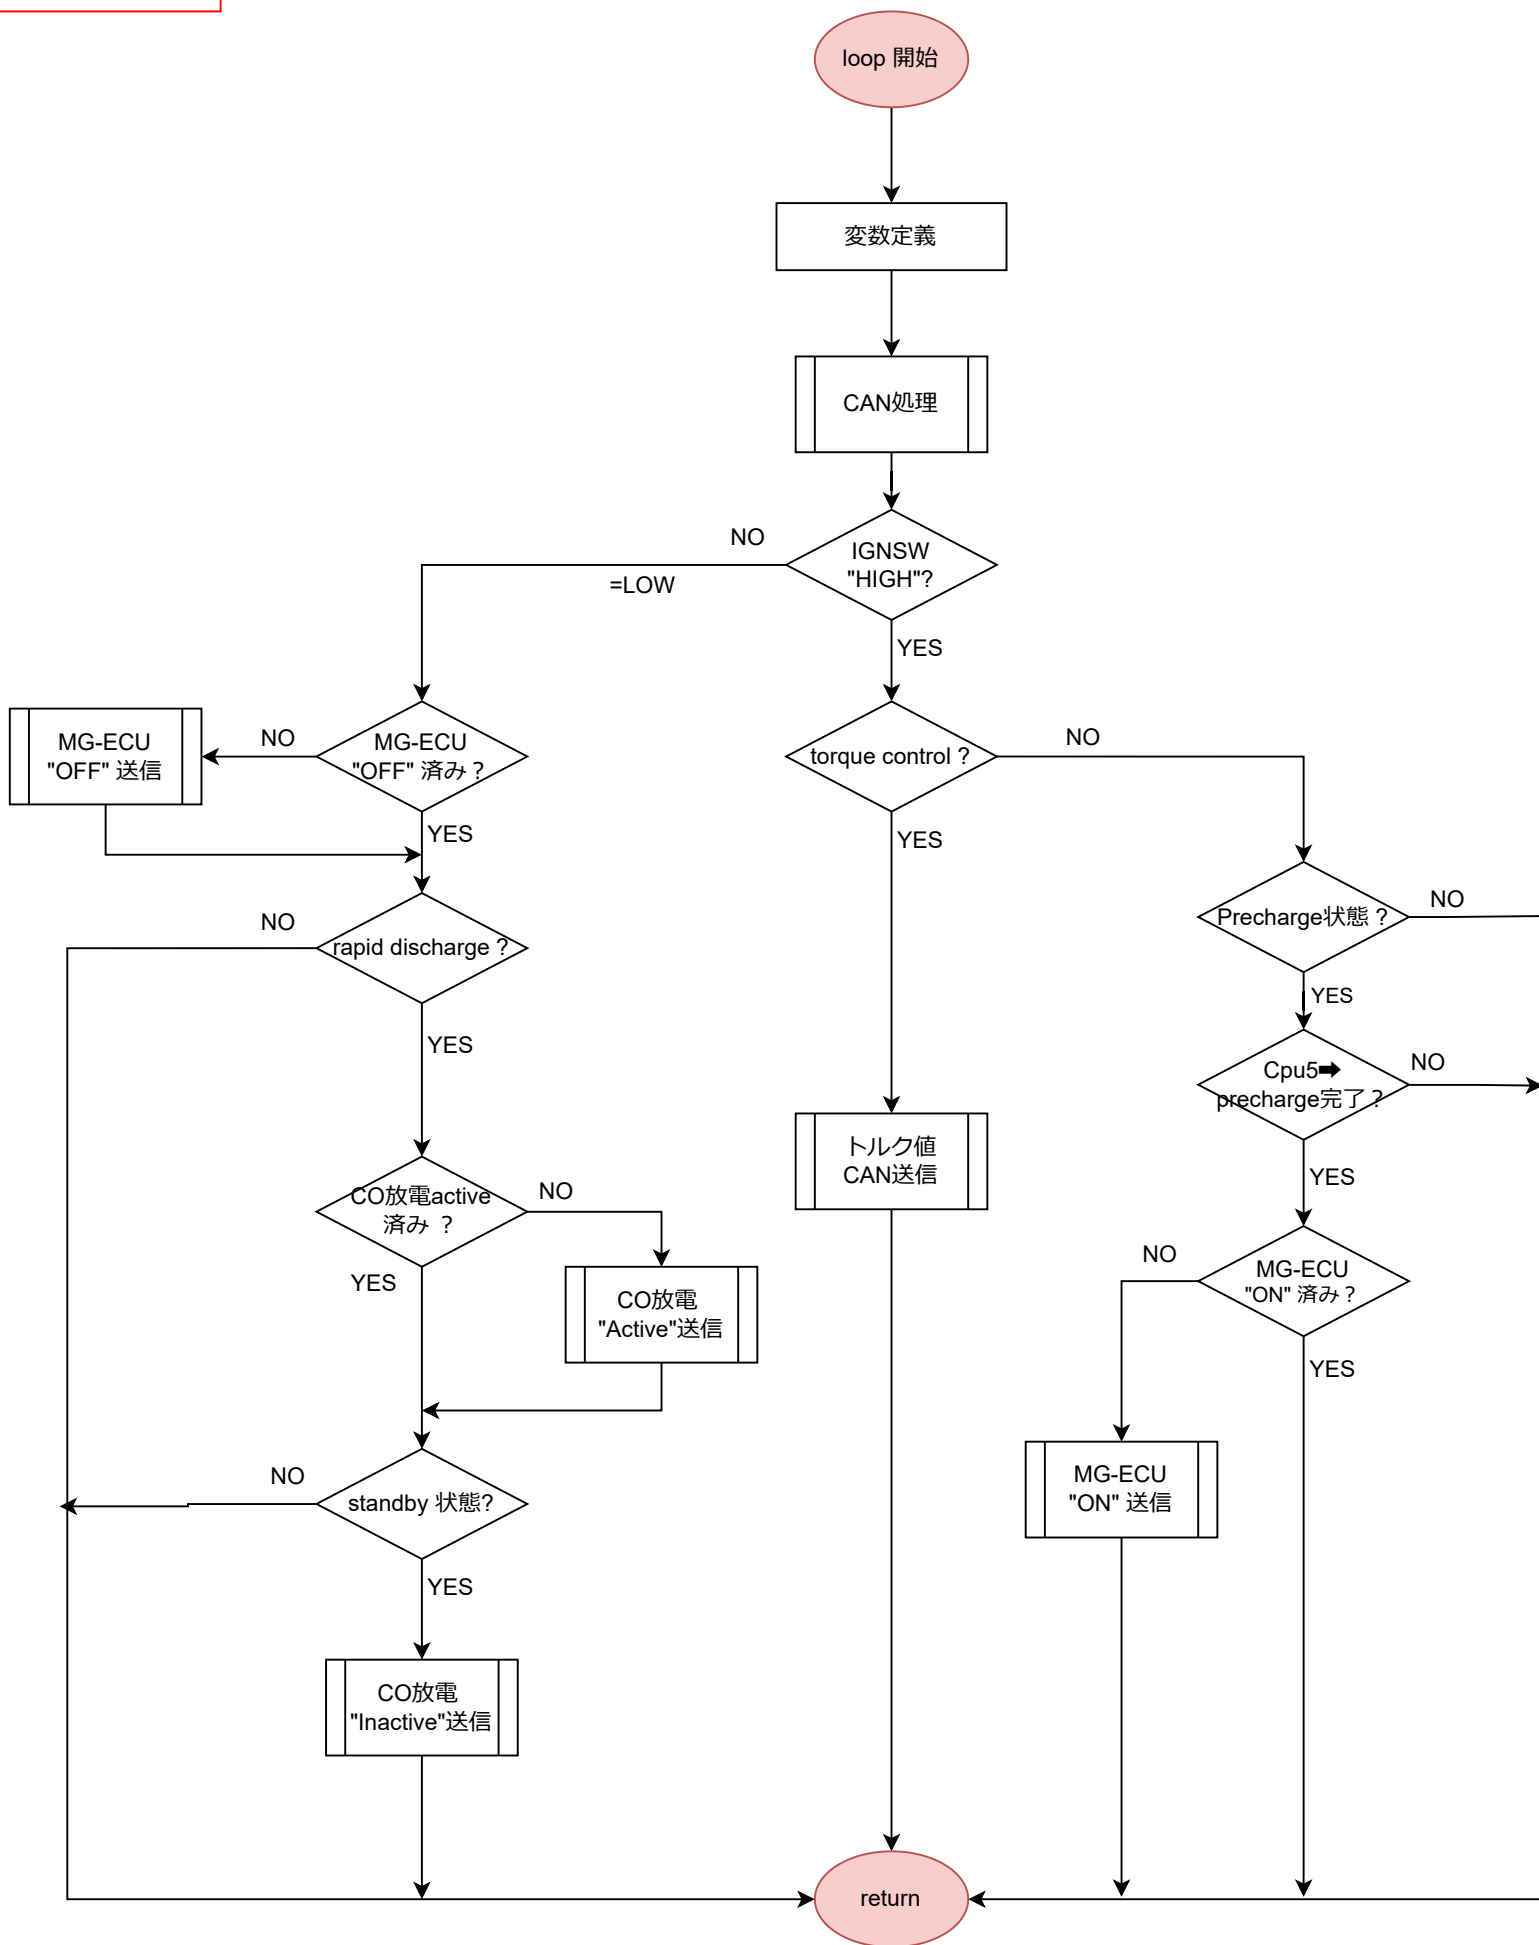 loop 開始
変数定義
CAN処理
IGNSW
"HIGH"?
NO
=LOW
YES
MG-ECU
"OFF" 済み？
NO
MG-ECU
"OFF" 送信
YES
rapid discharge？
NO
YES
CO放電active
済み ？
NO
YES
CO放電
"Active"送信
standby 状態?
NO
YES
CO放電
"Inactive"送信
torque control？
NO
YES
トルク値
CAN送信
Precharge状態？
NO
YES
Cpu5➡
precharge完了？
NO
YES
MG-ECU
"ON" 済み？
NO
YES
MG-ECU
"ON" 送信
return